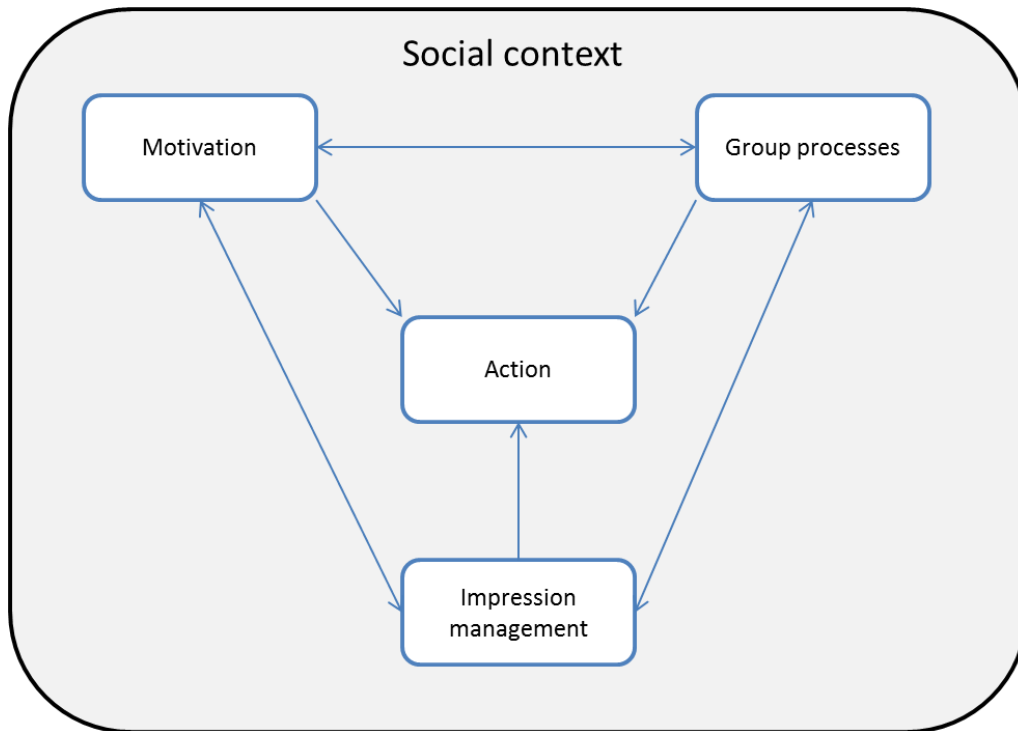 Social context
Motivation
Group processes
Action
Impression
management